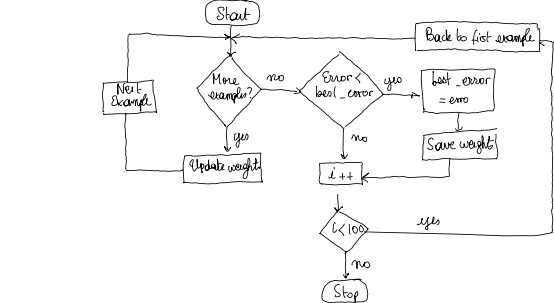 Start
Back to first example
More
examples?
no
Error <
best_error
yes
best_error
= erro
Next
Example
yes
no
Save weight
Update weight
i++
i<100
yes
no
Stop